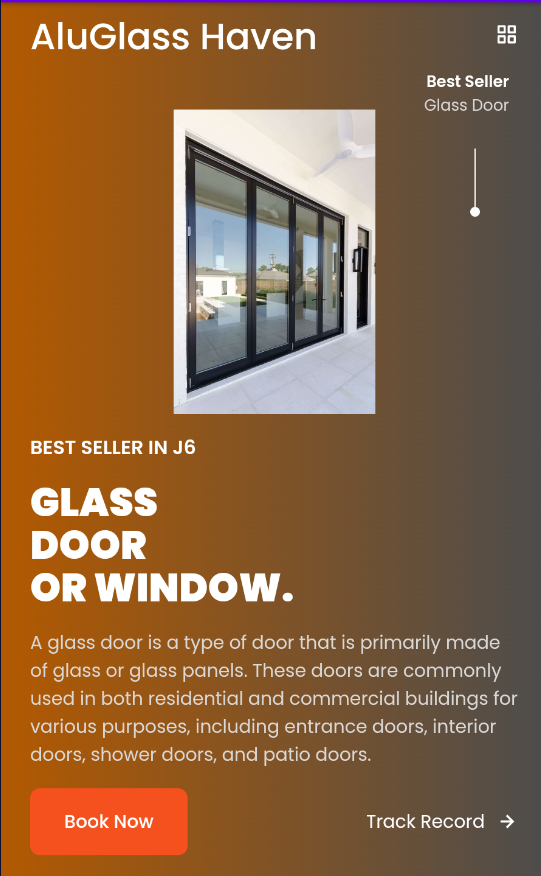 AluGlass Haven
Best Seller
Glass Door
BEST SELLER IN J6
GLASS
DOOR
OR WINDOW.
A glass door is a type of door that is primarily made
of glass or glass panels. These doors are commonly
used in both residential and commercial buildings for
various purposes, including entrance doors, interior
doors, shower doors, and patio doors.
Book Now
Track Record